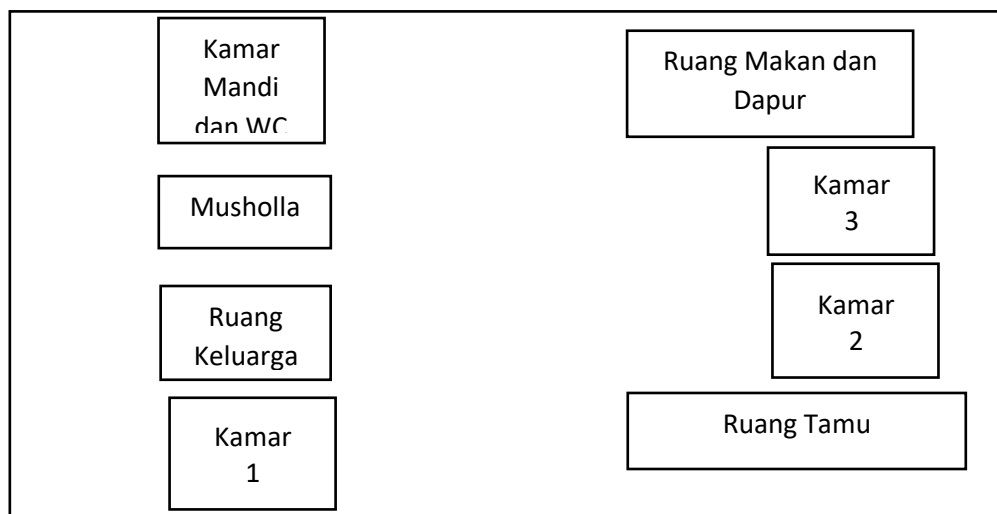 Kamar
Mandi
dan WC
Ruang Makan dan
Dapur
Musholla
Kamar
3
Ruang
Keluarga
Kamar
2
Kamar
1
Ruang Tamu